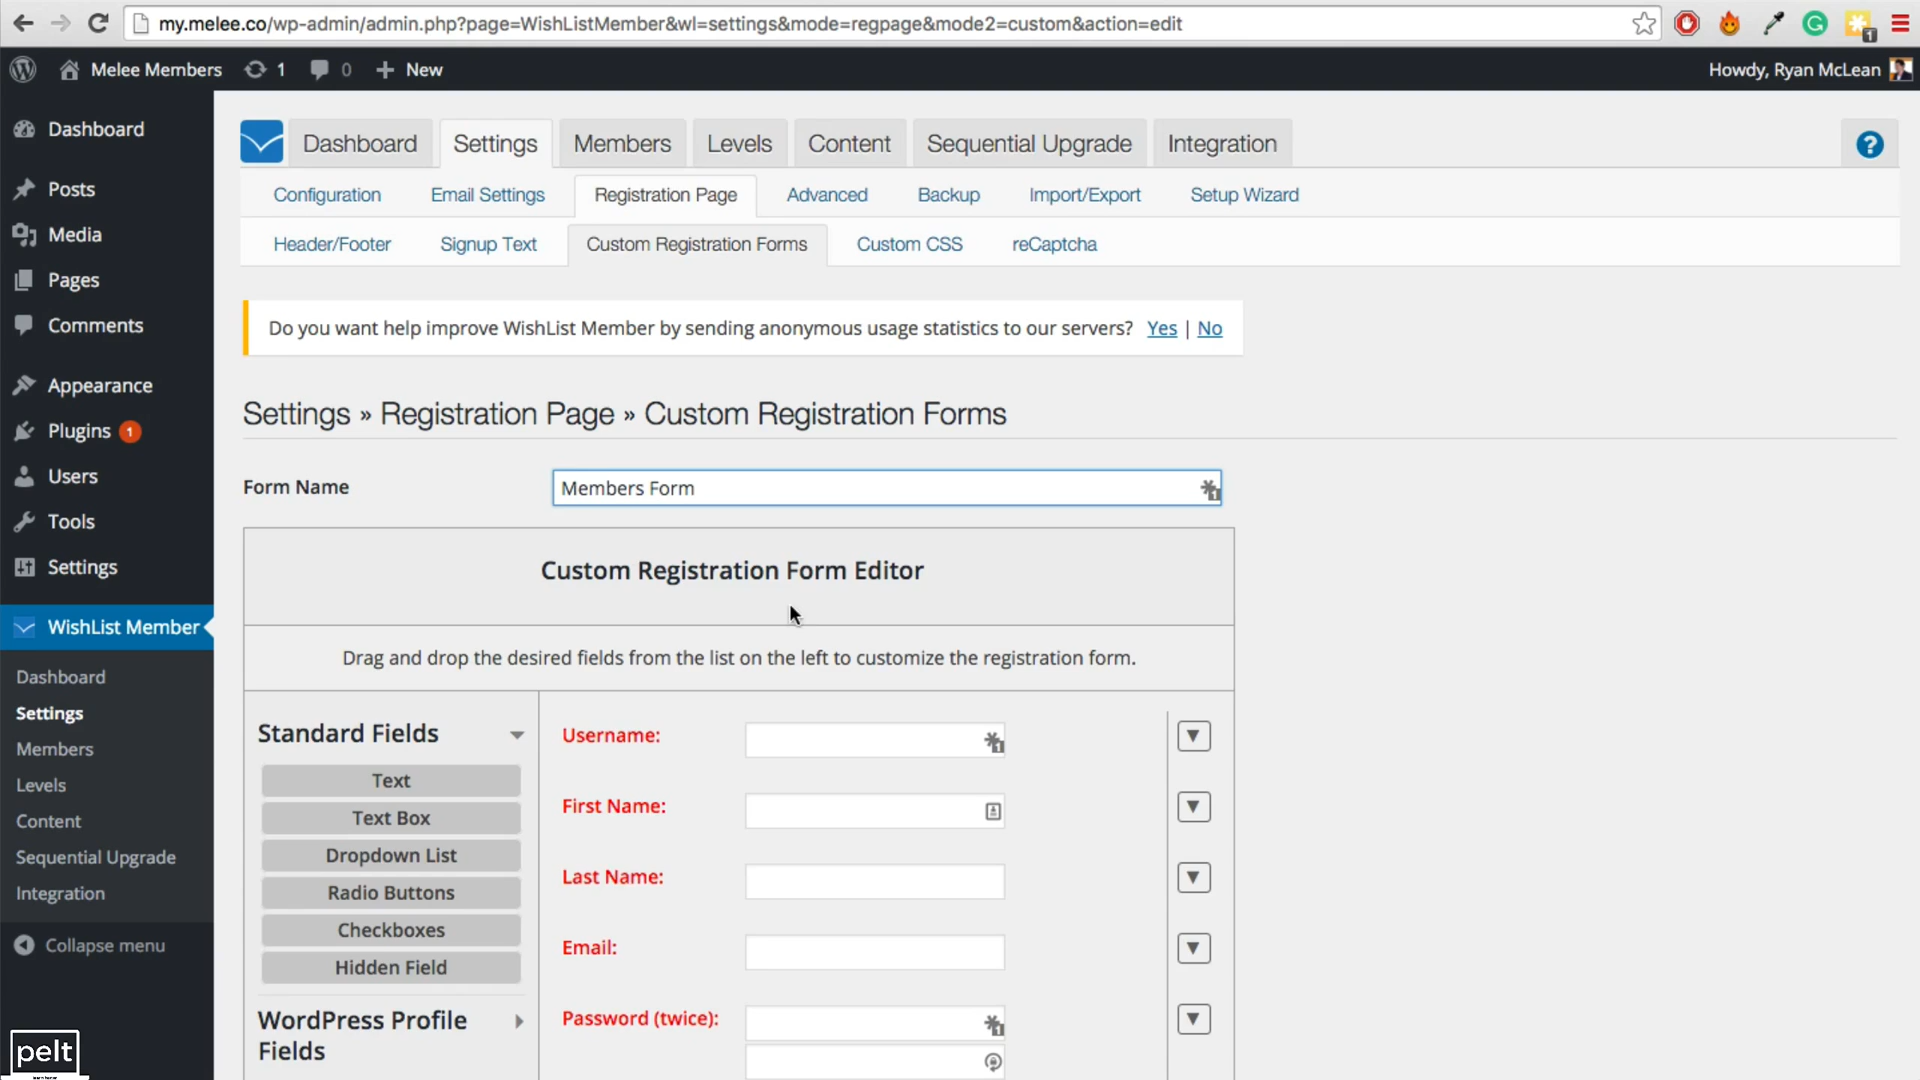 my.melee.co/wp-admin/admin.php?page=WishListMember&wl=settings&mode=regpage&mode2=custom&action=edit
1
Melee Members 1 0 New
Howdy, Ryan McLean
Dashboard
Posts
Media
Pages
Comments
Appearance
Plugins 1
Users
Tools
Settings
WishList Member
Dashboard
Settings
Members
Levels
Content
Sequential Upgrade
Integration
Collapse menu
pelt
Dashboard Settings Members Levels Content Sequential Upgrade Integration ?
Configuration Email Settings Registration Page Advanced Backup Import/Export Setup Wizard
Header/Footer Signup Text Custom Registration Forms Custom CSS reCaptcha
Do you want help improve WishList Member by sending anonymous usage statistics to our servers? Yes | No
Settings » Registration Page » Custom Registration Forms
Form Name Members Form
Custom Registration Form Editor
Drag and drop the desired fields from the list on the left to customize the registration form.
Standard Fields
Text
Text Box
Dropdown List
Radio Buttons
Checkboxes
Hidden Field
WordPress Profile
Fields
Username:
First Name:
Last Name:
Email:
Password (twice):